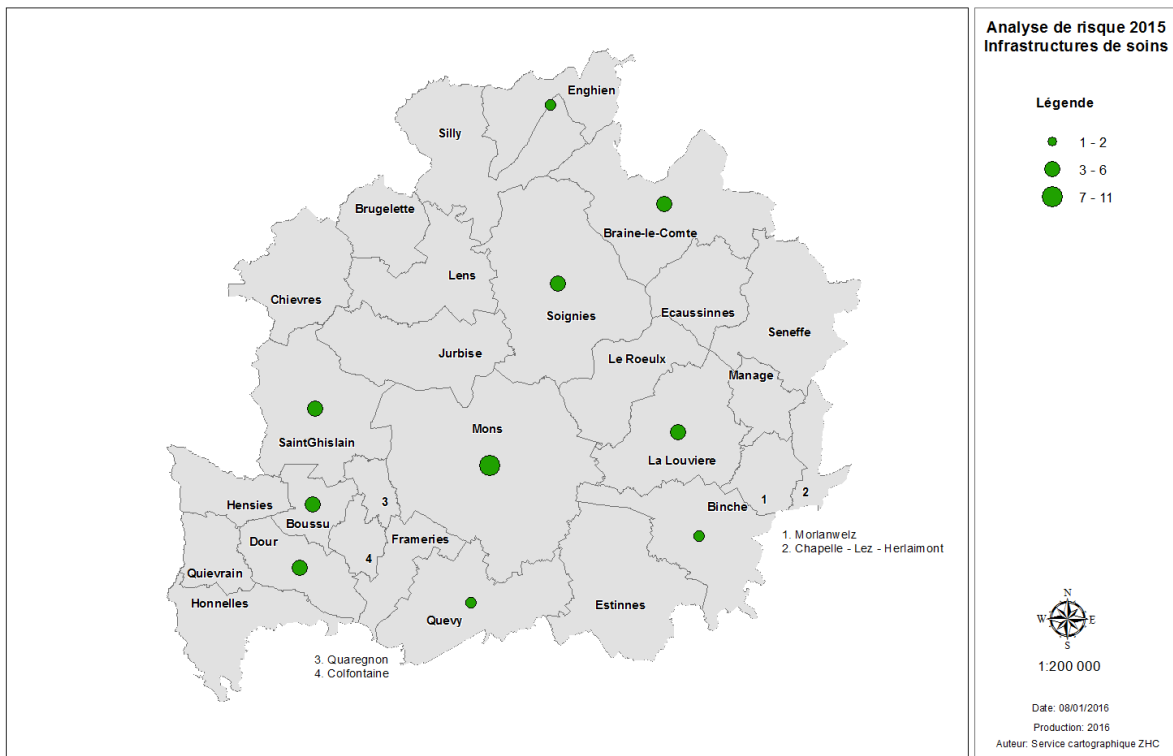 Analyse de risque 2015
Infrastructures de soins
Légende
1 - 2
3 - 6
7 - 11
Enghien
Silly
Brugelette
Braine-le-Comte
Lens
Chievres
Soignies
Ecaussinnes
Seneffe
Jurbise
Le Roeulx
Manage
Mons
SaintGhislain
La Louviere
Hensies
3
Boussu
Binche
1
2
Dour
Frameries
4
1. Morlanwelz
2. Chapelle - Lez - Herlaimont
Quievrain
Honnelles
Quevy
Estinnes
3. Quaregnon
4. Colfontaine
N
W
E
S
1:200 000
Date: 08/01/2016
Production: 2016
Auteur: Service cartographique ZHC